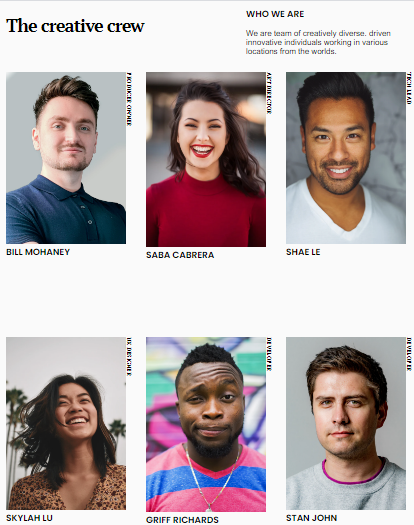 The creative crew
WHO WE ARE
We are team of creatively diverse. driven
innovative individuals working in various
locations from the worlds.
PRODUCER OWNER
ART DIRECTOR
TECH LEAD
BILL MOHANEY
SABA CABRERA
SHAE LE
UX DESIGNER
DEVELOPER
DEVELOPER
SKYLAH LU
GRIFF RICHARDS
STAN JOHN